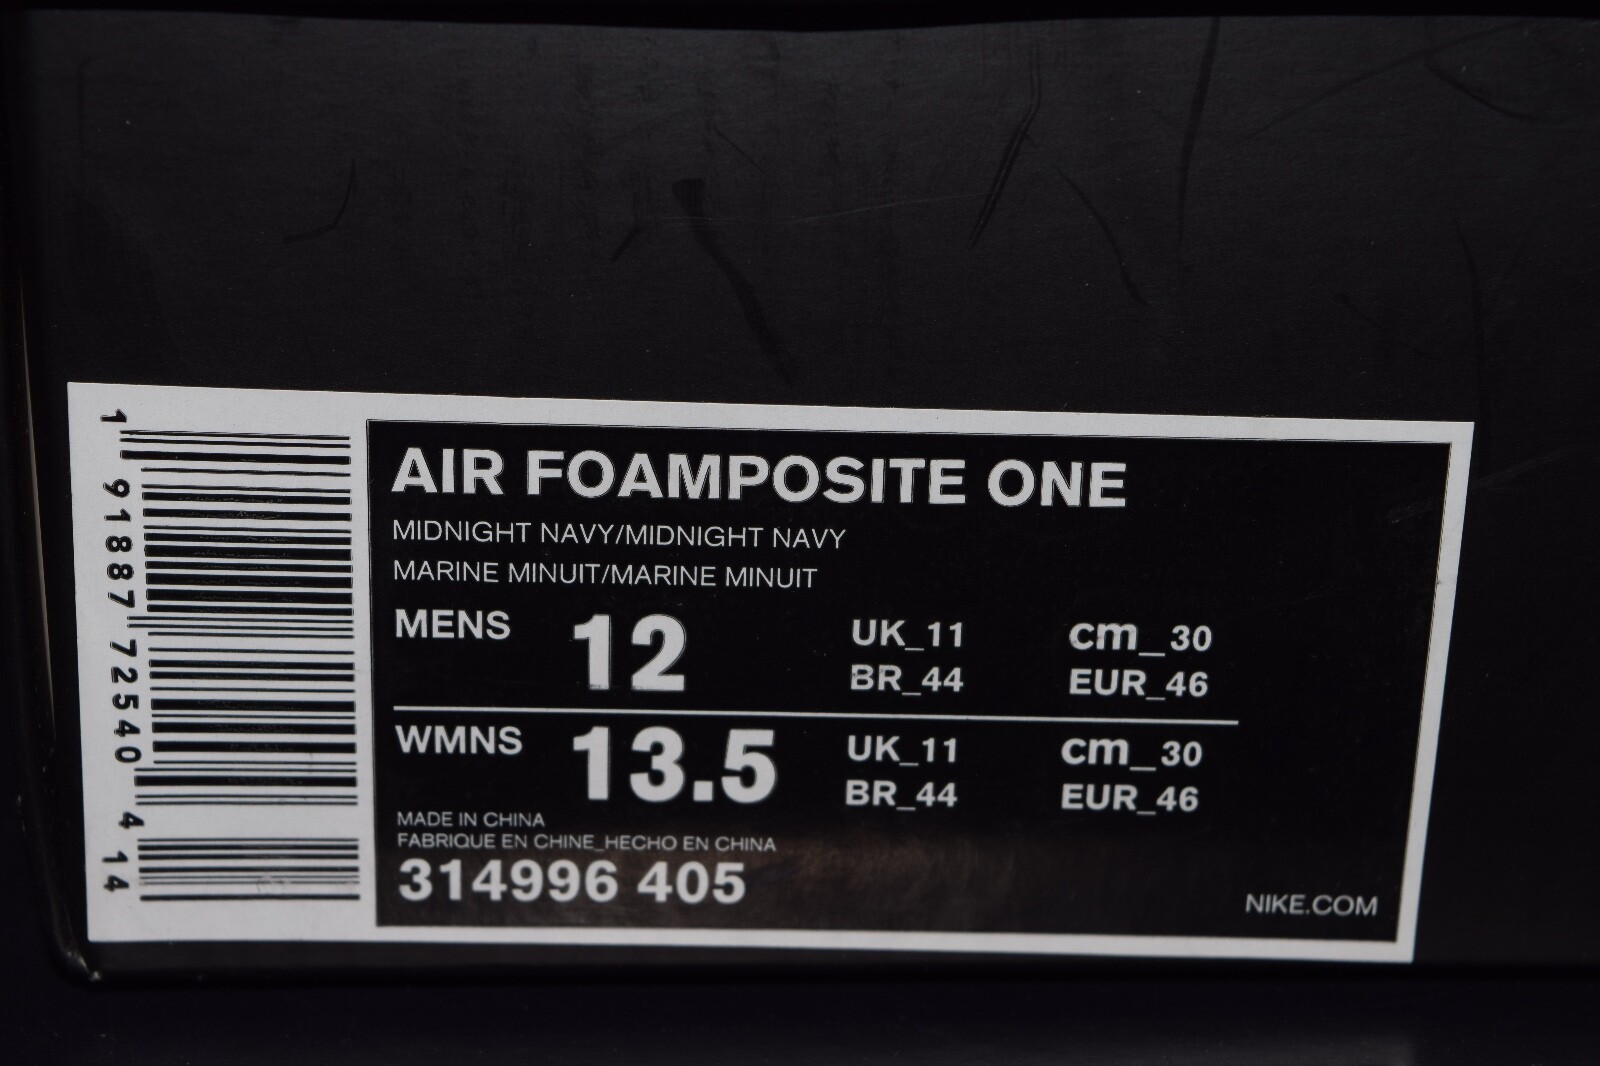 1 91887 72540 4 14
AIR FOAMPOSITE ONE
MIDNIGHT NAVY/MIDNIGHT NAVY
MARINE MINUIT/MARINE MINUIT
MENS 12 UK_11 cm_30
BR_44 EUR_46
WMNS 13.5 UK_11 cm_30
BR_44 EUR_46
MADE IN CHINA
FABRIQUE EN CHINE_HECHO EN CHINA
314996 405
NIKE.COM